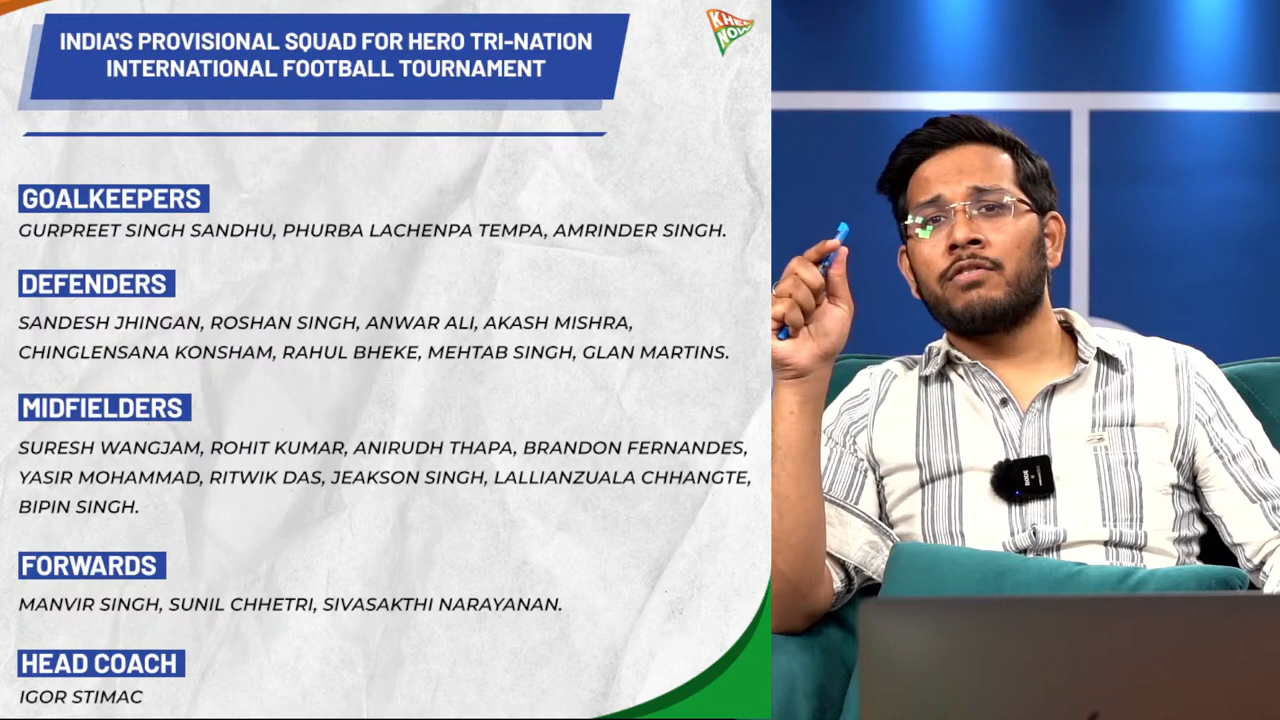 INDIA'S PROVISIONAL SQUAD FOR HERO TRI-NATION
INTERNATIONAL FOOTBALL TOURNAMENT
KHEL
NOW
GOALKEEPERS
GURPREET SINGH SANDHU, PHURBA LACHENPA TEMPA, AMRINDER SINGH.
DEFENDERS
SANDESH JHINGAN, ROSHAN SINGH, ANWAR ALI, AKASH MISHRA,
CHINGLENSANA KONSHAM, RAHUL BHEKE, MEHTAB SINGH, GLAN MARTINS.
MIDFIELDERS
SURESH WANGJAM, ROHIT KUMAR, ANIRUDH THAPA, BRANDON FERNANDES,
YASIR MOHAMMAD, RITWIK DAS, JEAKSON SINGH, LALLIANZUALA CHHANGTE,
BIPIN SINGH.
FORWARDS
MANVIR SINGH, SUNIL CHHETRI, SIVASAKTHI NARAYANAN.
HEAD COACH
IGOR STIMAC
RODE